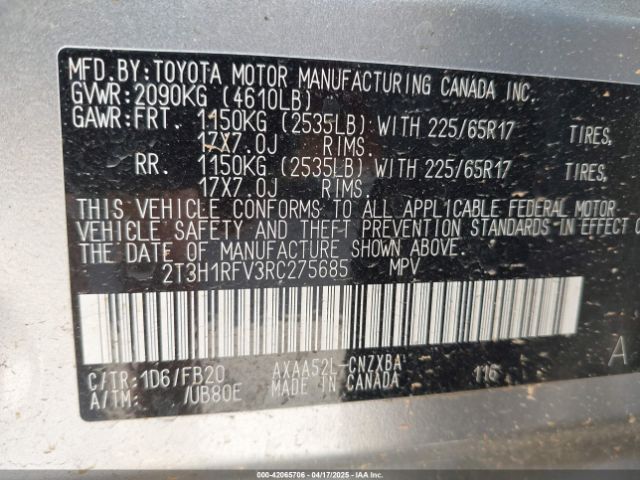 MFD.BY:TOYOTA MOTOR MANUFACTURING CANADA INC.
GVWR:2090KG (4610LB)
GAWR:FRT. 1150KG (2535LB) WITH 225/65R17 TIRES,
17X7.0J RIMS.
RR. 1150KG (2535LB) WITH 225/65R17 TIRES,
17X7.0J RIMS.
THIS VEHICLE CONFORMS TO ALL APPLICABLE FEDERAL MOTOR
VEHICLE SAFETY AND THEFT PREVENTION STANDARDS IN EFFECT
THE DATE OF MANUFACTURE SHOWN ABOVE.
2T3H1RFV3RC275685 MPV
A
C/TR:1D6/FB20 AXAA52L-CNZXBA 116
A/TM: /UB80E MADE IN CANADA
000-42065706 - 04/17/2025 - IAAI.com